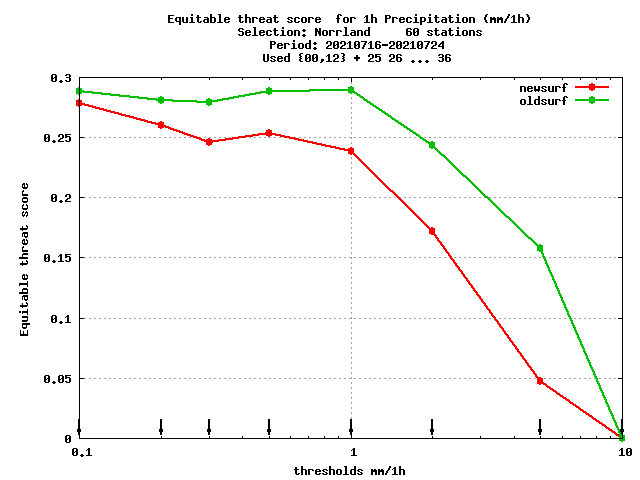 Equitable threat score  for 1h Precipitation (mm/1h)
Selection: Norrland     60 stations
Period: 20210716-20210724
Used {00,12} + 25 26 ... 36
newsurf
oldsurf
Equitable threat score
0.3
0.25
0.2
0.15
0.1
0.05
0
0.1 1 10
thresholds mm/1h